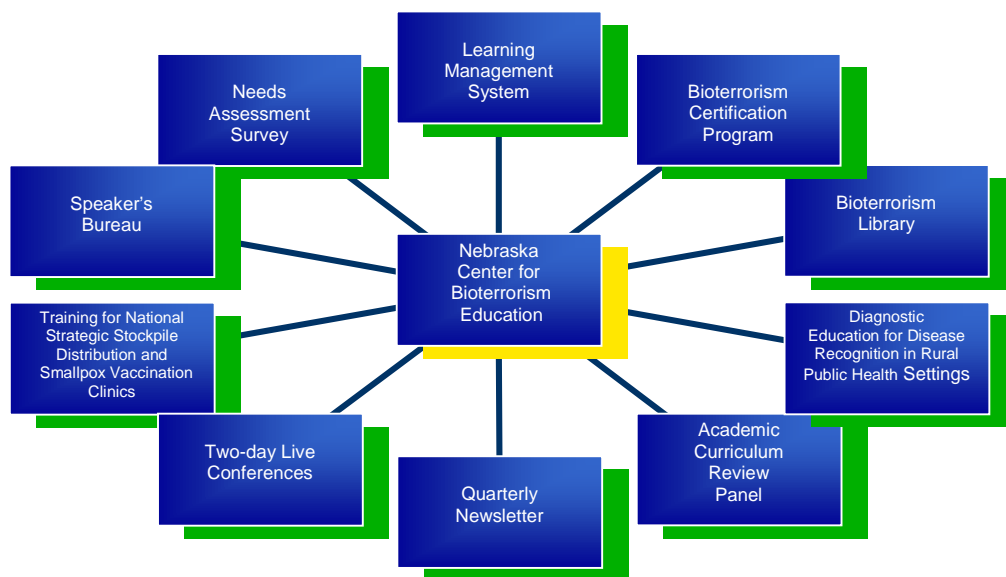 Learning
Management
System
Needs
Assessment
Survey
Bioterrorism
Certification
Program
Speaker's
Bureau
Bioterrorism
Library
Nebraska
Center for
Bioterrorism
Education
Training for National
Strategic Stockpile
Distribution and
Smallpox Vaccination
Clinics
Diagnostic
Education for Disease
Recognition in Rural
Public Health Settings
Two-day Live
Conferences
Academic
Curriculum
Review
Panel
Quarterly
Newsletter